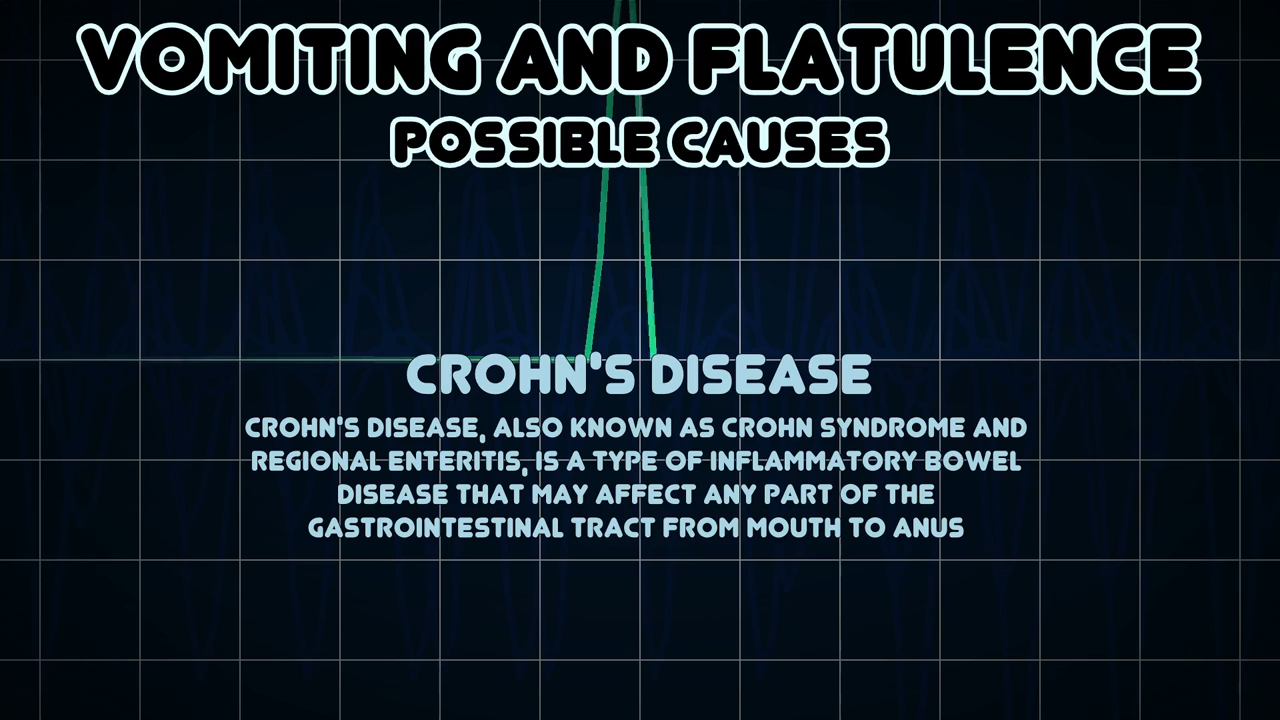 VOMITING AND FLATULENCE
POSSIBLE CAUSES
CROHN'S DISEASE
CROHN'S DISEASE, ALSO KNOWN AS CROHN SYNDROME AND
REGIONAL ENTERITIS, IS A TYPE OF INFLAMMATORY BOWEL
DISEASE THAT MAY AFFECT ANY PART OF THE
GASTROINTESTINAL TRACT FROM MOUTH TO ANUS